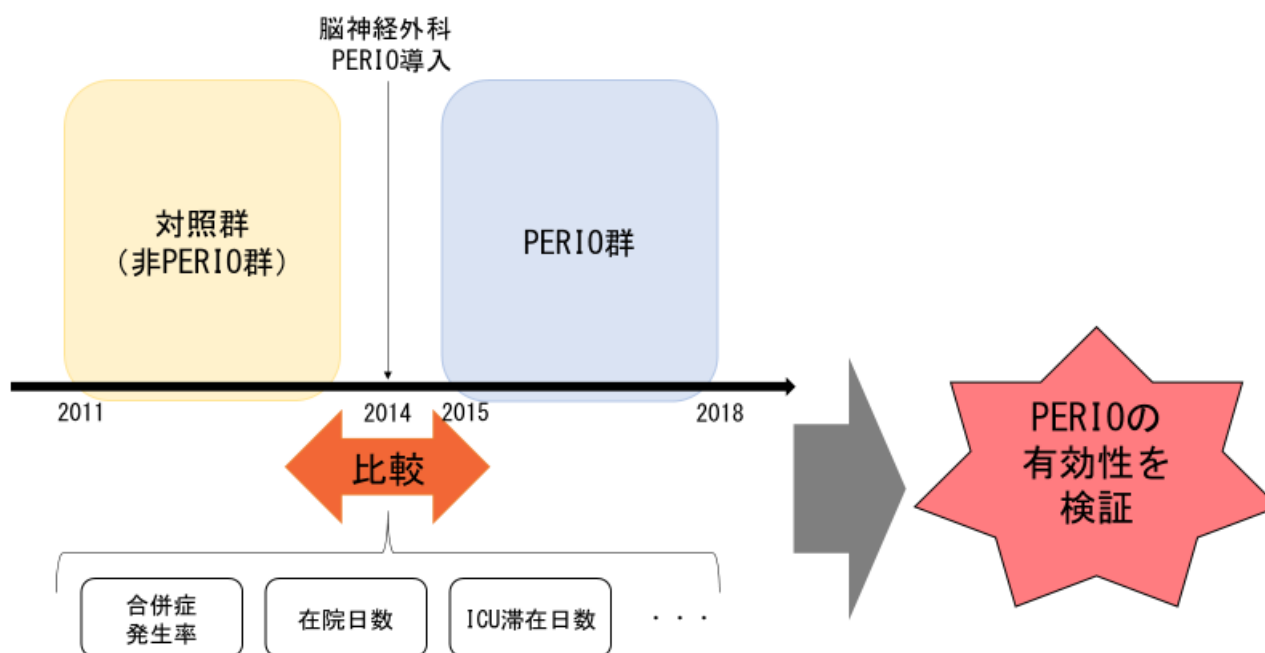 脳神経外科
PERIO導入
対照群
（非PERIO群）
PERIO群
2011
2014
2015
2018
比較
PERIOの
有効性を
検証
合併症
発生率
在院日数
ICU滞在日数
・・・